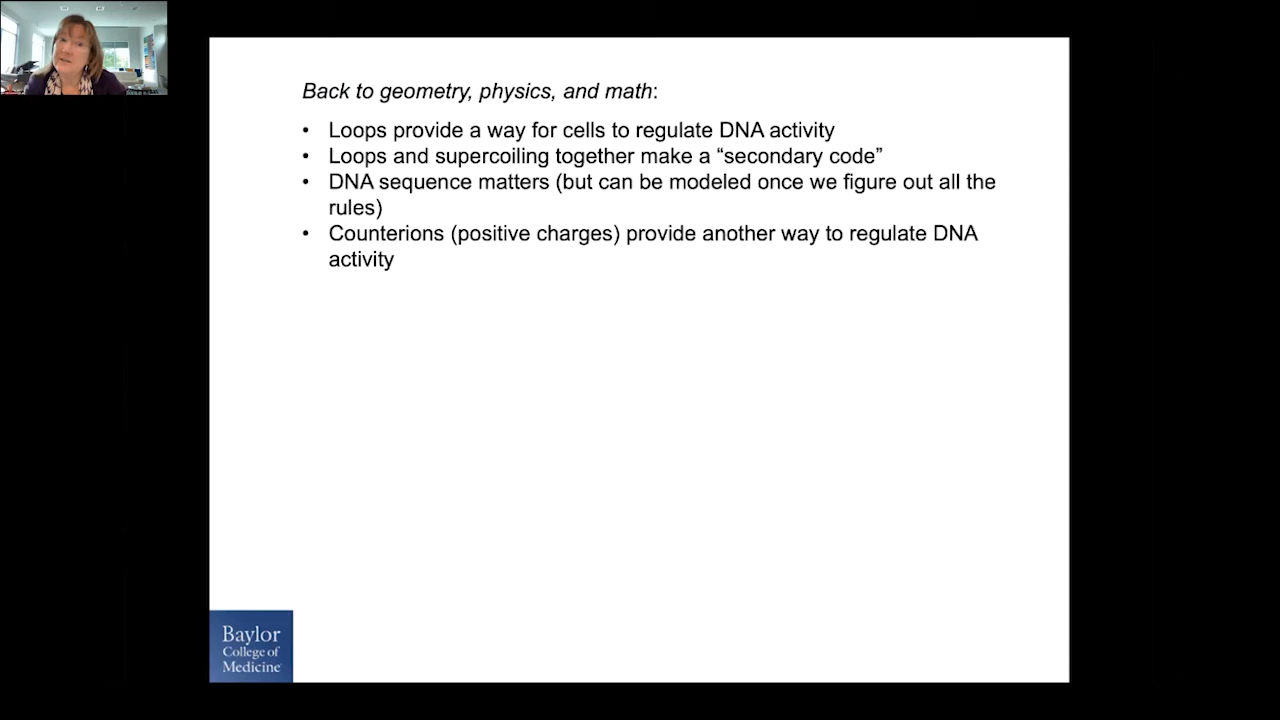 Back to geometry, physics, and math:
• Loops provide a way for cells to regulate DNA activity
• Loops and supercoiling together make a “secondary code”
• DNA sequence matters (but can be modeled once we figure out all the
rules)
• Counterions (positive charges) provide another way to regulate DNA
activity
Baylor
College of
Medicine